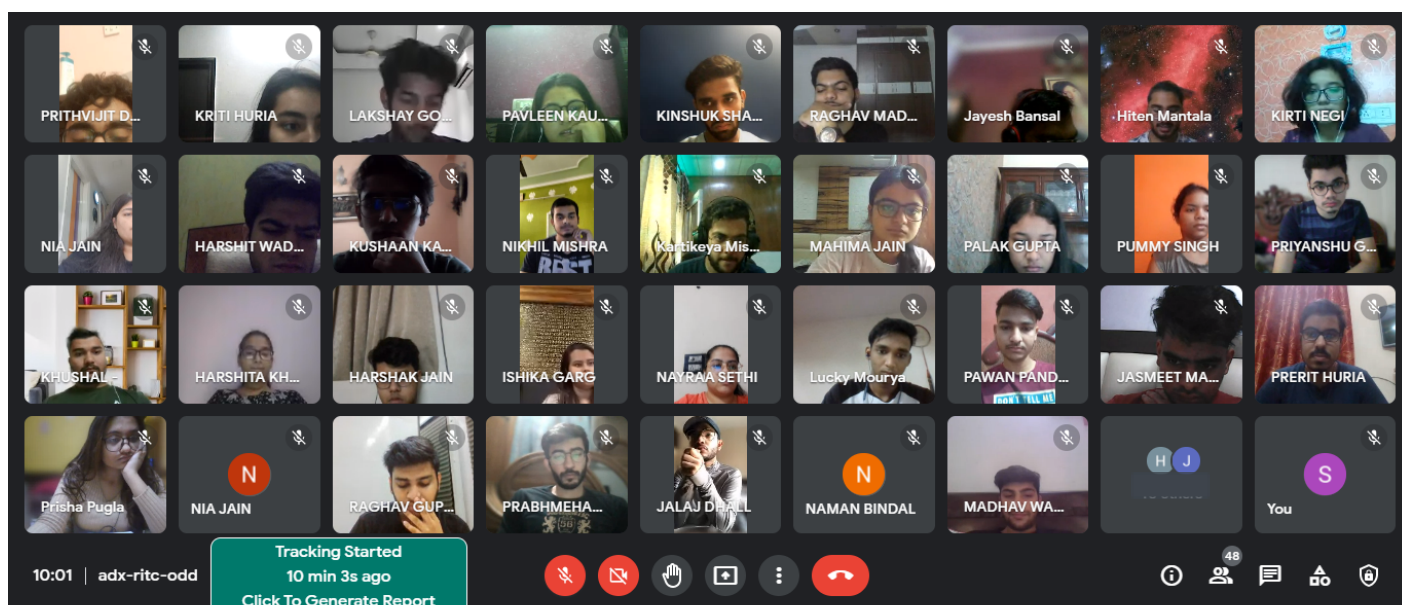 PRITHVIJIT D...
KRITI HURIA
LAKSHAY GO...
PAVLEEN KAU...
KINSHUK SHA...
RAGHAV MAD...
Jayesh Bansal
Hiten Mantala
KIRTI NEGI
NIA JAIN
HARSHIT WAD...
KUSHAAN KA...
NIKHIL MISHRA
BEST
Kartikeya Mis...
MAHIMA JAIN
PALAK GUPTA
PUMMY SINGH
PRIYANSHU G...
KHUSHAL -
HARSHITA KH...
HARSHAK JAIN
ISHIKA GARG
NAYRAA SETHI
Lucky Mourya
PAWAN PAND...
DON'T TELL ME
JASMEET MA...
PRERIT HURIA
Prisha Pugla
N
NIA JAIN
RAGHAV GUP...
PRABHMEHA...
JALAJ DHALL
N
NAMAN BINDAL
MADHAV WA...
H J
S
You
10:01 | adx-ritc-odd
Tracking Started
10 min 3s ago
Click To Generate Report
48